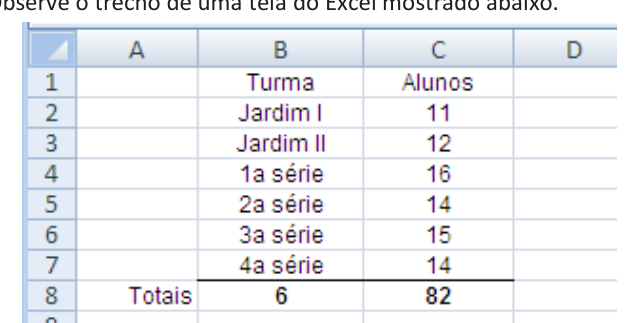 Observe o trecho de uma tela do Excel mostrado abaixo.
A B C D
1 Turma Alunos
2 Jardim I 11
3 Jardim II 12
4 1a série 16
5 2a série 14
6 3a série 15
7 4a série 14
8 Totais 6 82